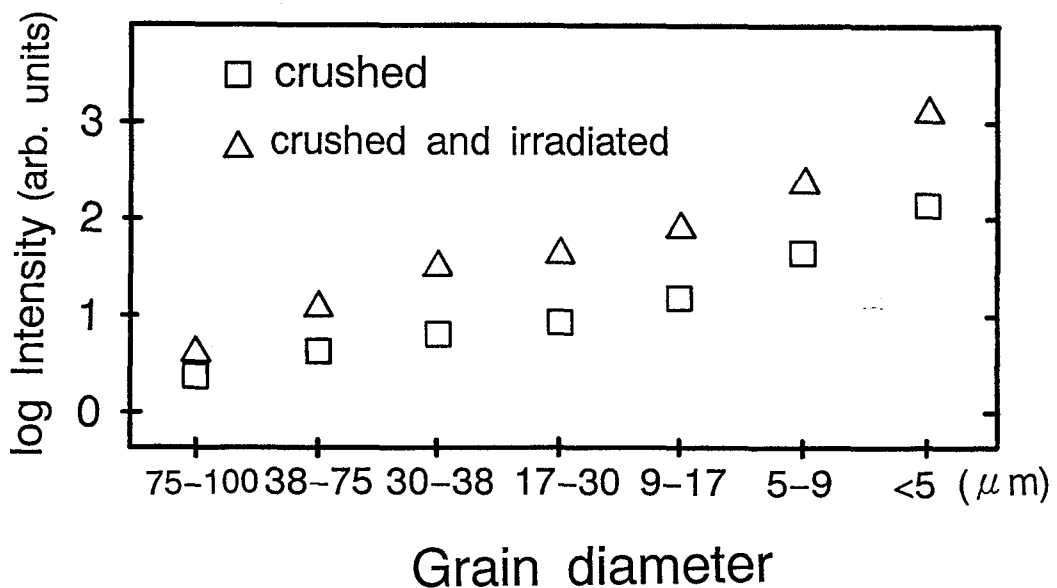 log Intensity (arb. units)
crushed
crushed and irradiated
3
2
1
0
75–100 38–75 30–38 17–30 9–17 5–9 <5 (μm)
Grain diameter